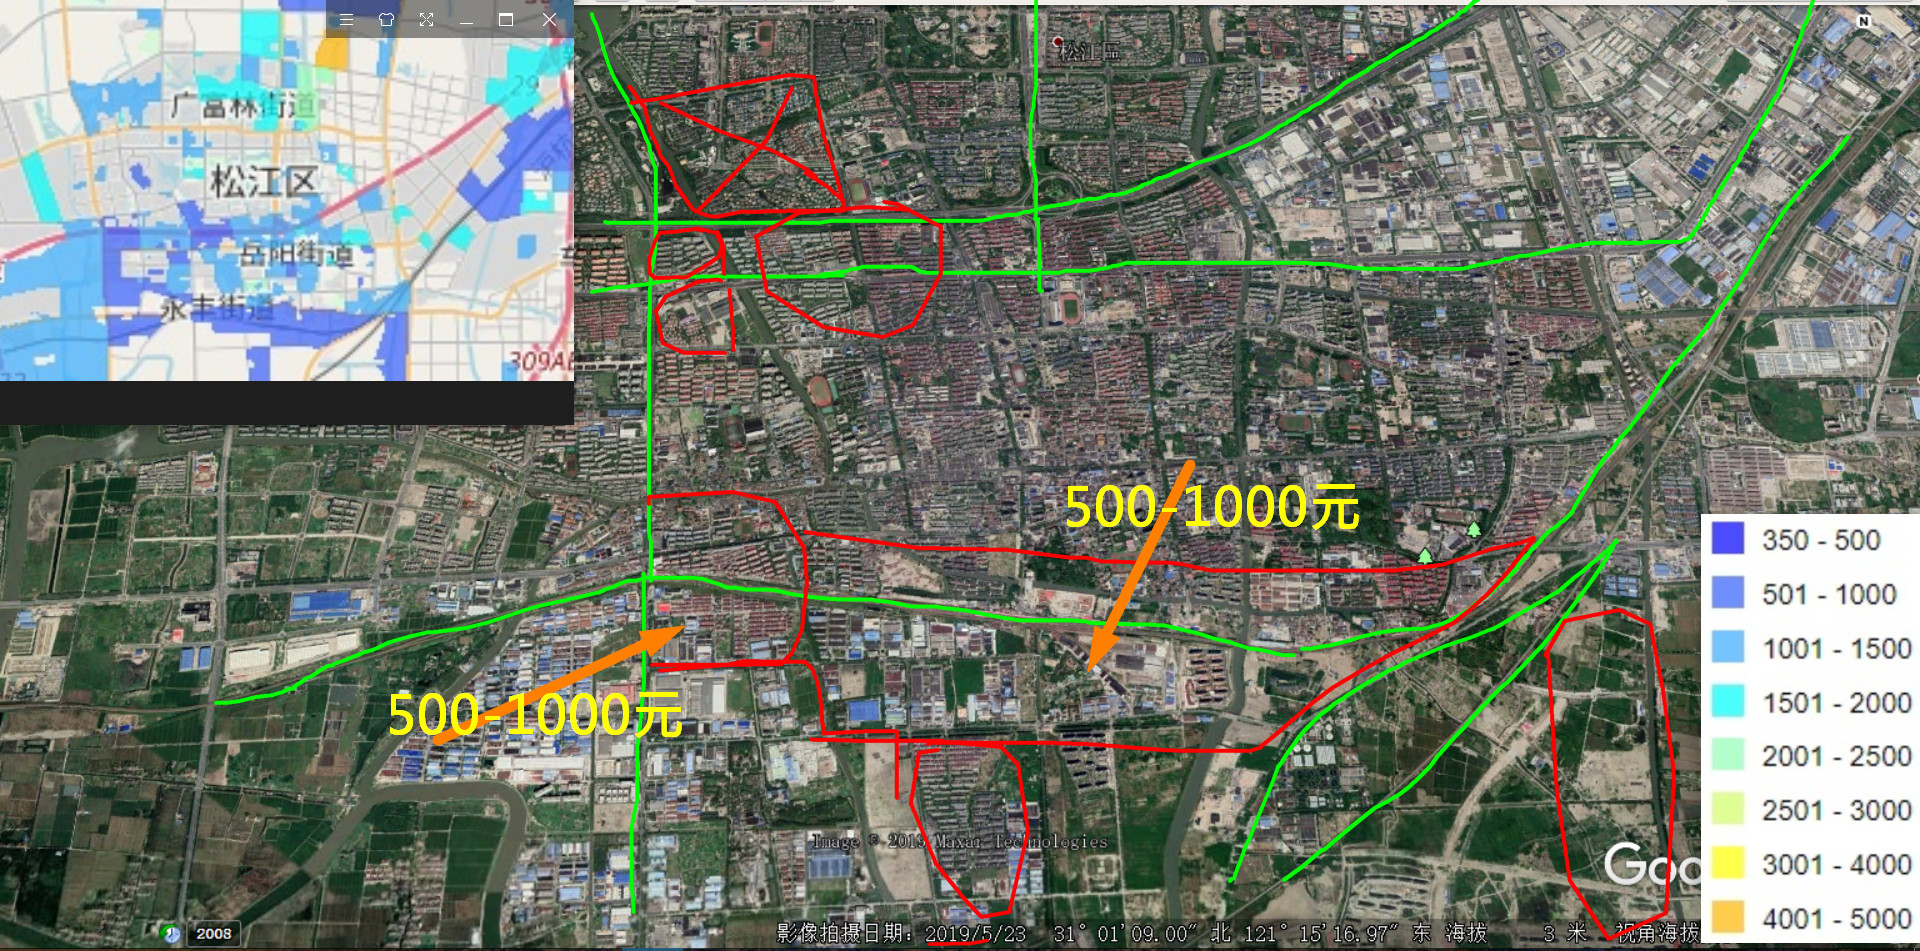 29
广富林街道
松江区
岳阳街道
永丰街道
309AE
松江區
500-1000元
500-1000元
350 - 500
501 - 1000
1001 - 1500
1501 - 2000
2001 - 2500
2501 - 3000
3001 - 4000
4001 - 5000
N
Image © 2019 Maxar Technologies
Goo
2008
影像拍摄日期: 2019/5/23 31° 01′09.00″ 北 121° 15′16.97″ 东 海拔 3 米 视角海拔